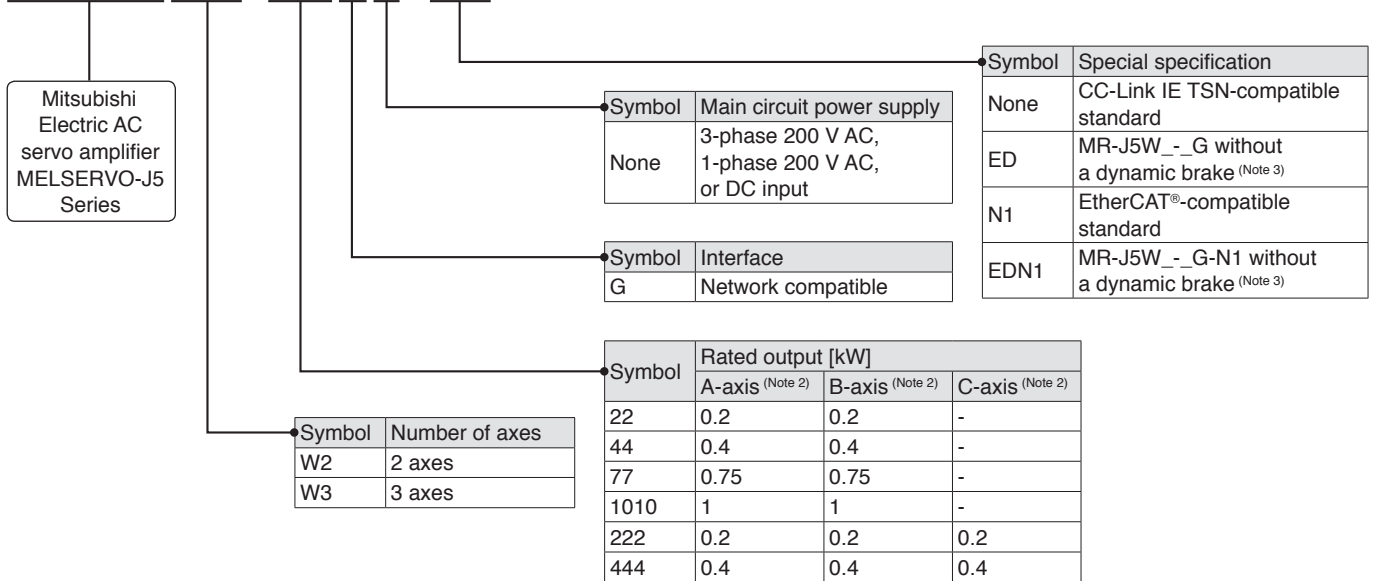 Mitsubishi
Electric AC
servo amplifier
MELSERVO-J5
Series
Symbol Special specification
None CC-Link IE TSN-compatible
standard
ED MR-J5W_-_G without
a dynamic brake (Note 3)
N1 EtherCAT®-compatible
standard
EDN1 MR-J5W_-_G-N1 without
a dynamic brake (Note 3)
Symbol Main circuit power supply
None 3-phase 200 V AC,
1-phase 200 V AC,
or DC input
Symbol Interface
G Network compatible
Symbol Rated output [kW]
A-axis (Note 2) B-axis (Note 2) C-axis (Note 2)
22 0.2 0.2 -
44 0.4 0.4 -
77 0.75 0.75 -
1010 1 1 -
222 0.2 0.2 0.2
444 0.4 0.4 0.4
Symbol Number of axes
W2 2 axes
W3 3 axes